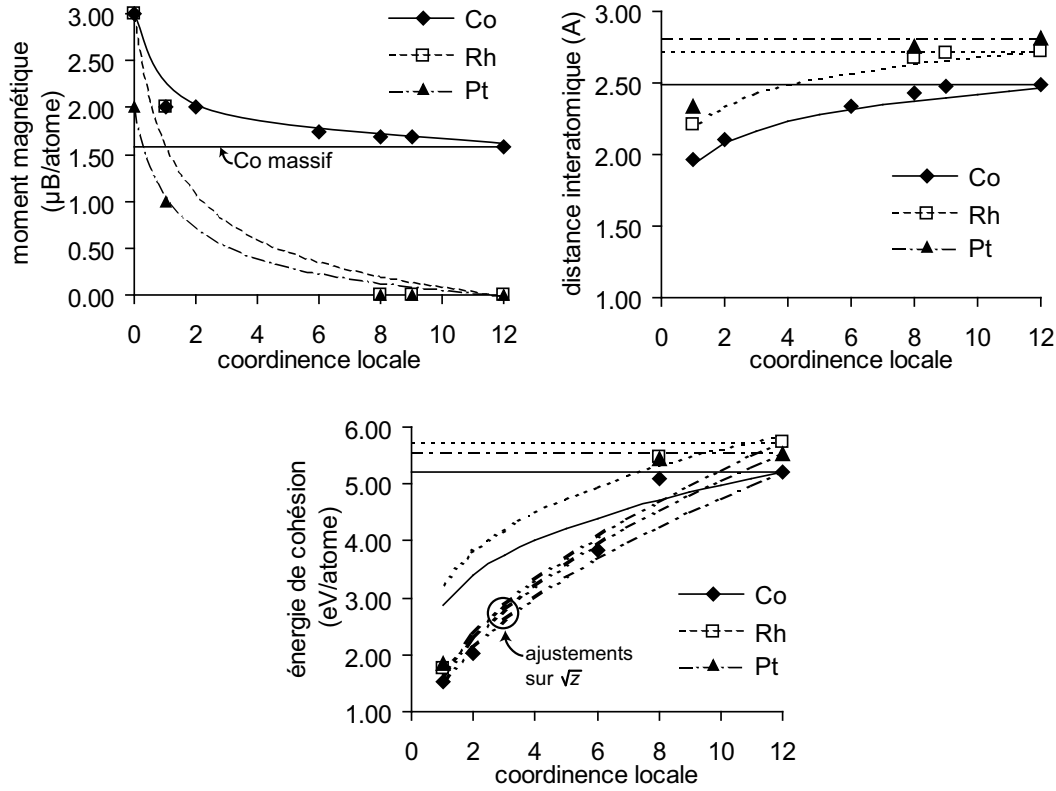 moment magnétique
(µB/atome)
3.00
2.50
2.00
1.50
1.00
0.50
0.00
0 2 4 6 8 10 12
coordinence locale
Co
Rh
Pt
Co massif
distance interatomique (A)
3.00
2.50
2.00
1.50
1.00
0 2 4 6 8 10 12
coordinence locale
Co
Rh
Pt
énergie de cohésion
(eV/atome)
6.00
5.00
4.00
3.00
2.00
1.00
0 2 4 6 8 10 12
coordinence locale
Co
Rh
Pt
ajustements
sur √z